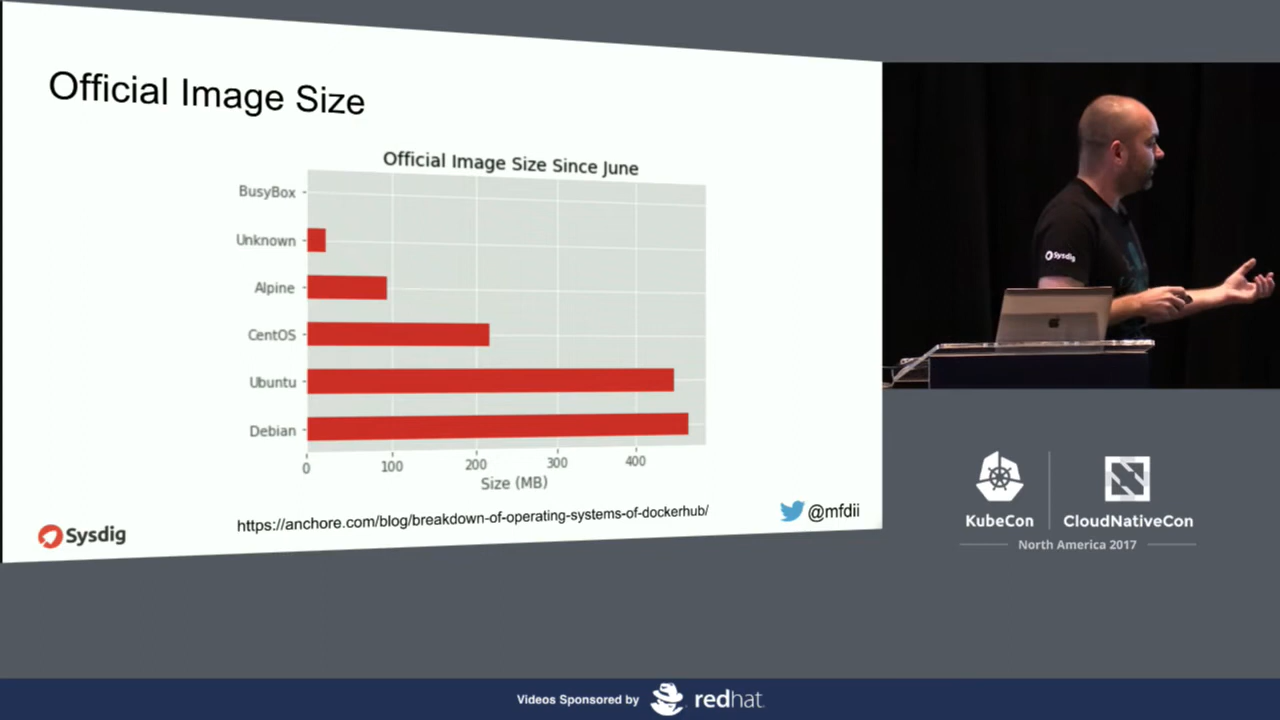 Official Image Size
Official Image Size Since June
BusyBox
Unknown
Alpine
CentOS
Ubuntu
Debian
0 100 200 300 400
Size (MB)
https://anchore.com/blog/breakdown-of-operating-systems-of-dockerhub/
Sysdig
@mfdii
Sysdig
KubeCon
CloudNativeCon
North America 2017
Videos Sponsored by
redhat.